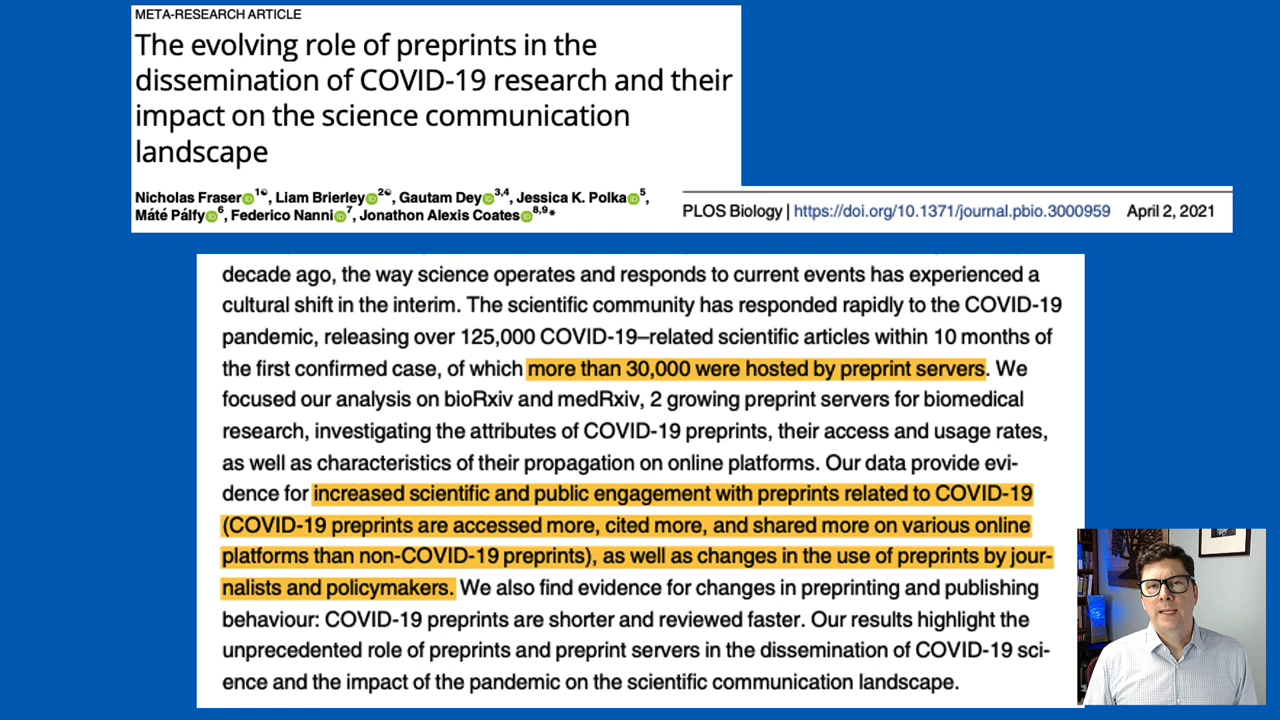 META-RESEARCH ARTICLE
The evolving role of preprints in the
dissemination of COVID-19 research and their
impact on the science communication
landscape
Nicholas Fraser1☯, Liam Brierley2☯, Gautam Dey3,4, Jessica K. Polka5,
Máté Pálfy6, Federico Nanni7, Jonathon Alexis Coates8,9*
PLOS Biology | https://doi.org/10.1371/journal.pbio.3000959 April 2, 2021
decade ago, the way science operates and responds to current events has experienced a
cultural shift in the interim. The scientific community has responded rapidly to the COVID-19
pandemic, releasing over 125,000 COVID-19–related scientific articles within 10 months of
the first confirmed case, of which more than 30,000 were hosted by preprint servers. We
focused our analysis on bioRxiv and medRxiv, 2 growing preprint servers for biomedical
research, investigating the attributes of COVID-19 preprints, their access and usage rates,
as well as characteristics of their propagation on online platforms. Our data provide evi-
dence for increased scientific and public engagement with preprints related to COVID-19
(COVID-19 preprints are accessed more, cited more, and shared more on various online
platforms than non-COVID-19 preprints), as well as changes in the use of preprints by jour-
nalists and policymakers. We also find evidence for changes in preprinting and publishing
behaviour: COVID-19 preprints are shorter and reviewed faster. Our results highlight the
unprecedented role of preprints and preprint servers in the dissemination of COVID-19 sci-
ence and the impact of the pandemic on the scientific communication landscape.